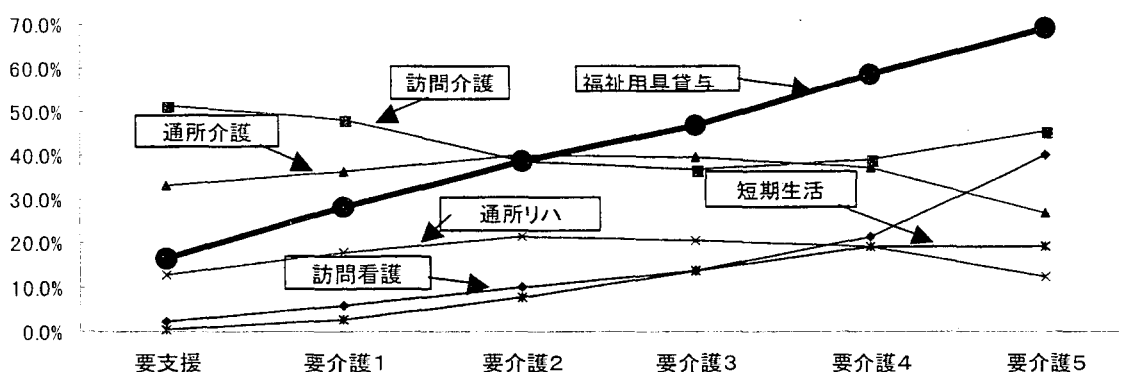 70.0%
60.0%
50.0%
40.0%
30.0%
20.0%
10.0%
0.0%
訪問介護
福祉用具貸与
通所介護
短期生活
通所リハ
訪問看護
要支援 要介護1 要介護2 要介護3 要介護4 要介護5